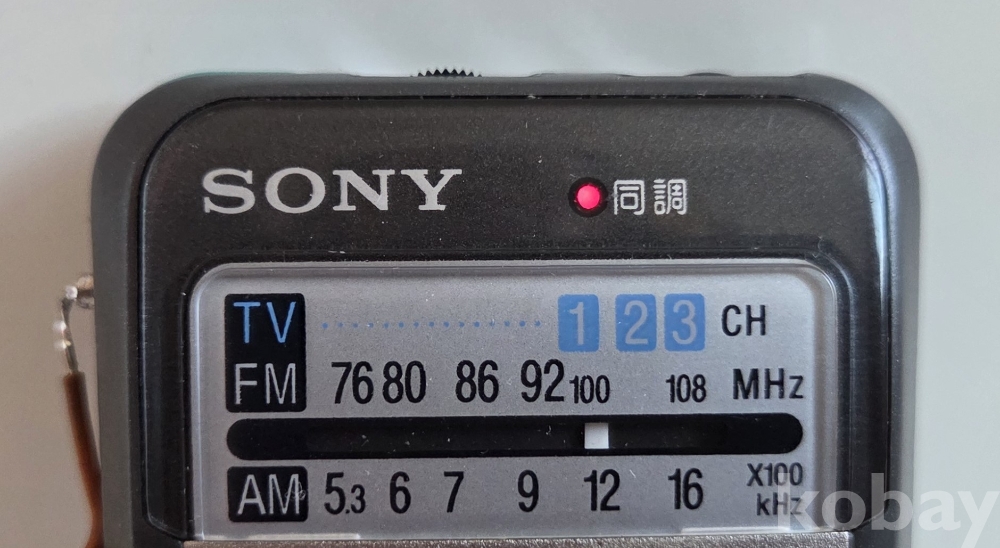 SONY 同調
TV 1 2 3 CH
FM 76 80 86 92 100 108 MHz
AM 5.3 6 7 9 12 16 X100 kHz
kobay